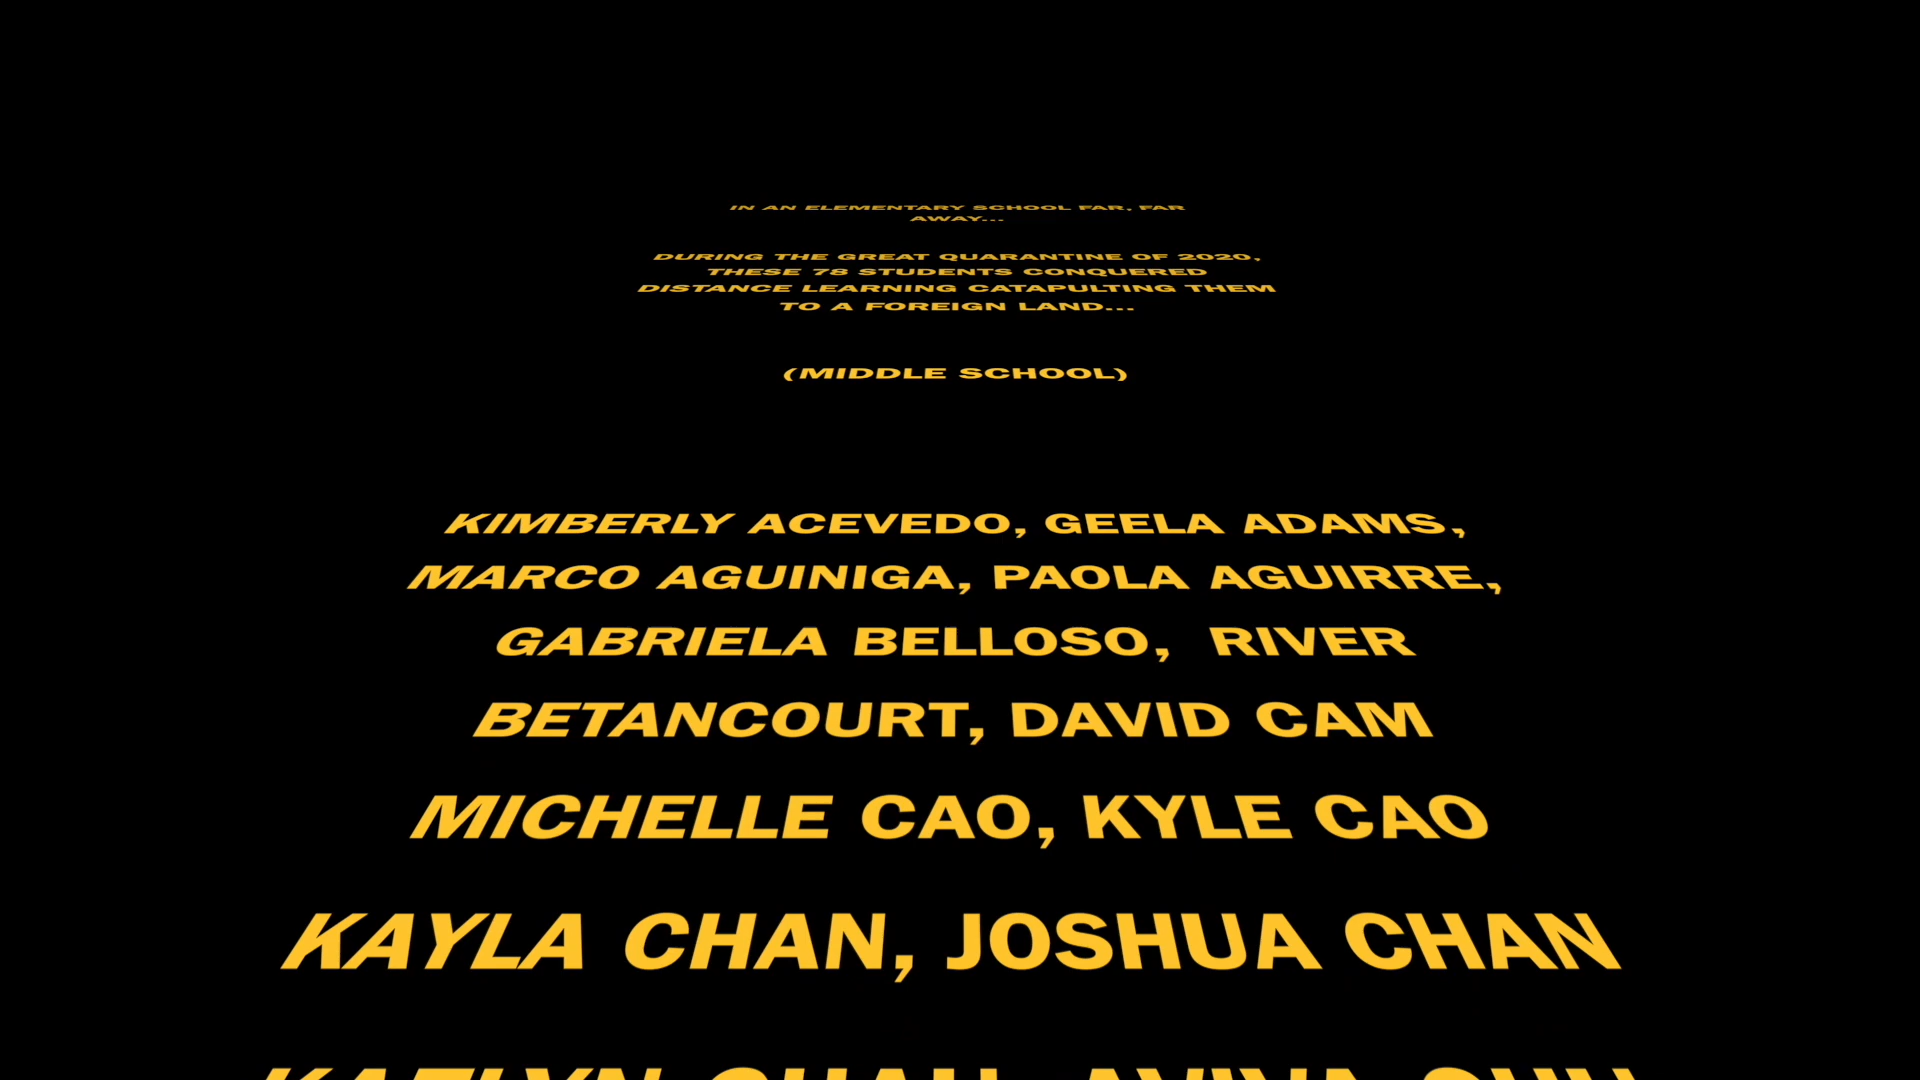 IN AN ELEMENTARY SCHOOL FAR, FAR
AWAY...
DURING THE GREAT QUARANTINE OF 2020,
THESE 78 STUDENTS CONQUERED
DISTANCE LEARNING CATAPULTING THEM
TO A FOREIGN LAND...
(MIDDLE SCHOOL)
KIMBERLY ACEVEDO, GEELA ADAMS,
MARCO AGUINIGA, PAOLA AGUIRRE,
GABRIELA BELLOSO,  RIVER
BETANCOURT, DAVID CAM
MICHELLE CAO, KYLE CAO
KAYLA CHAN, JOSHUA CHAN